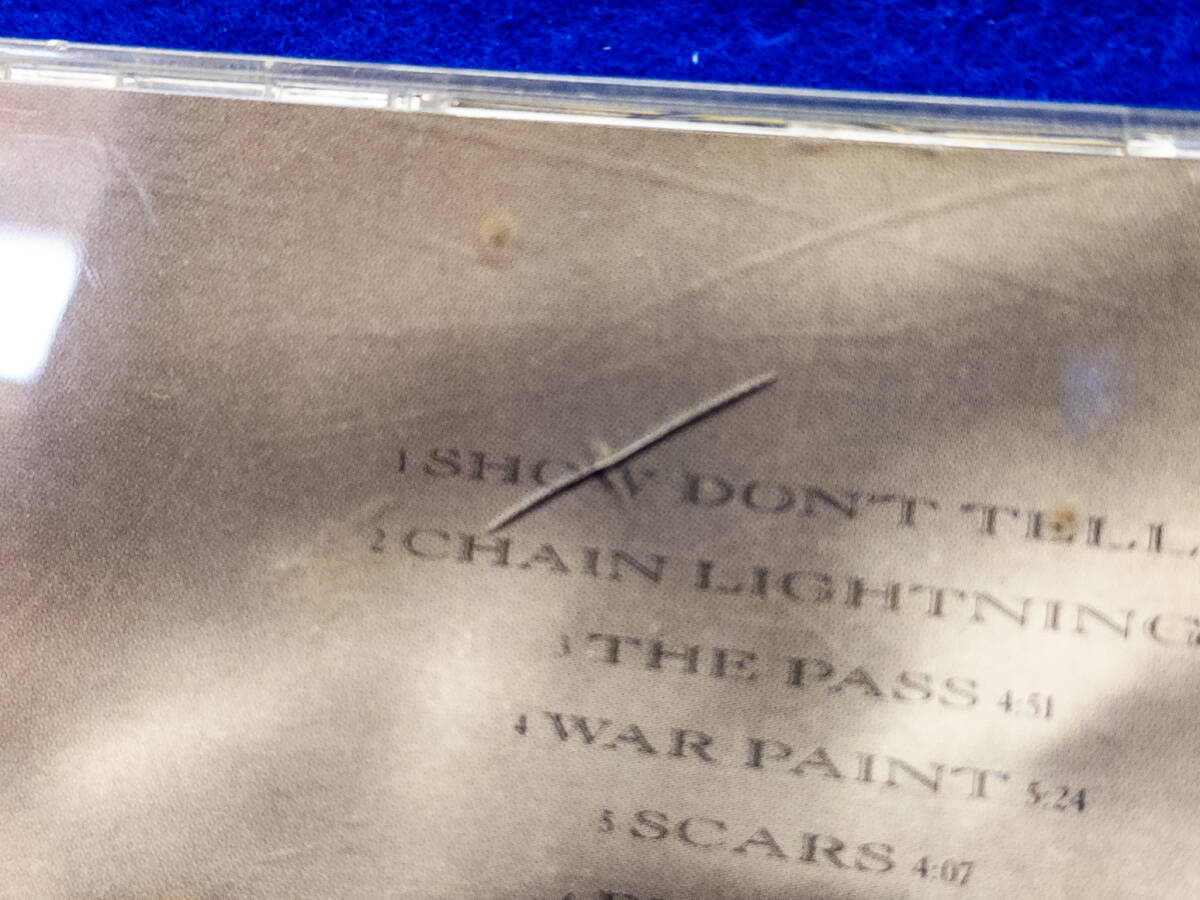 1 SHOW DON'T TELL
2 CHAIN LIGHTNING
3 THE PASS 4:51
4 WAR PAINT 5:24
5 SCARS 4:07